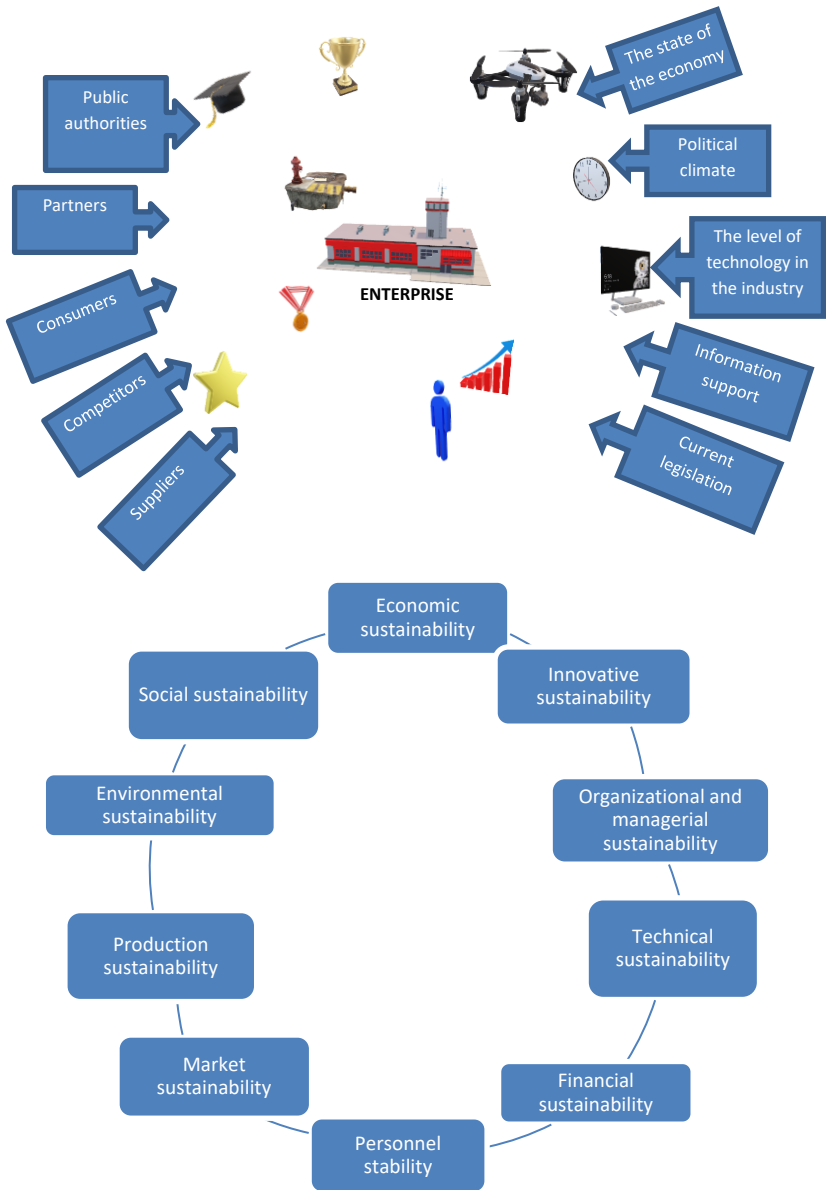 Public
authorities
The state of
the economy
Political
climate
Partners
The level of
technology in
the industry
ENTERPRISE
Consumers
Competitors
Suppliers
Information
support
Current
legislation
Economic
sustainability
Social sustainability
Innovative
sustainability
Environmental
sustainability
Organizational and
managerial
sustainability
Production
sustainability
Technical
sustainability
Market
sustainability
Financial
sustainability
Personnel
stability